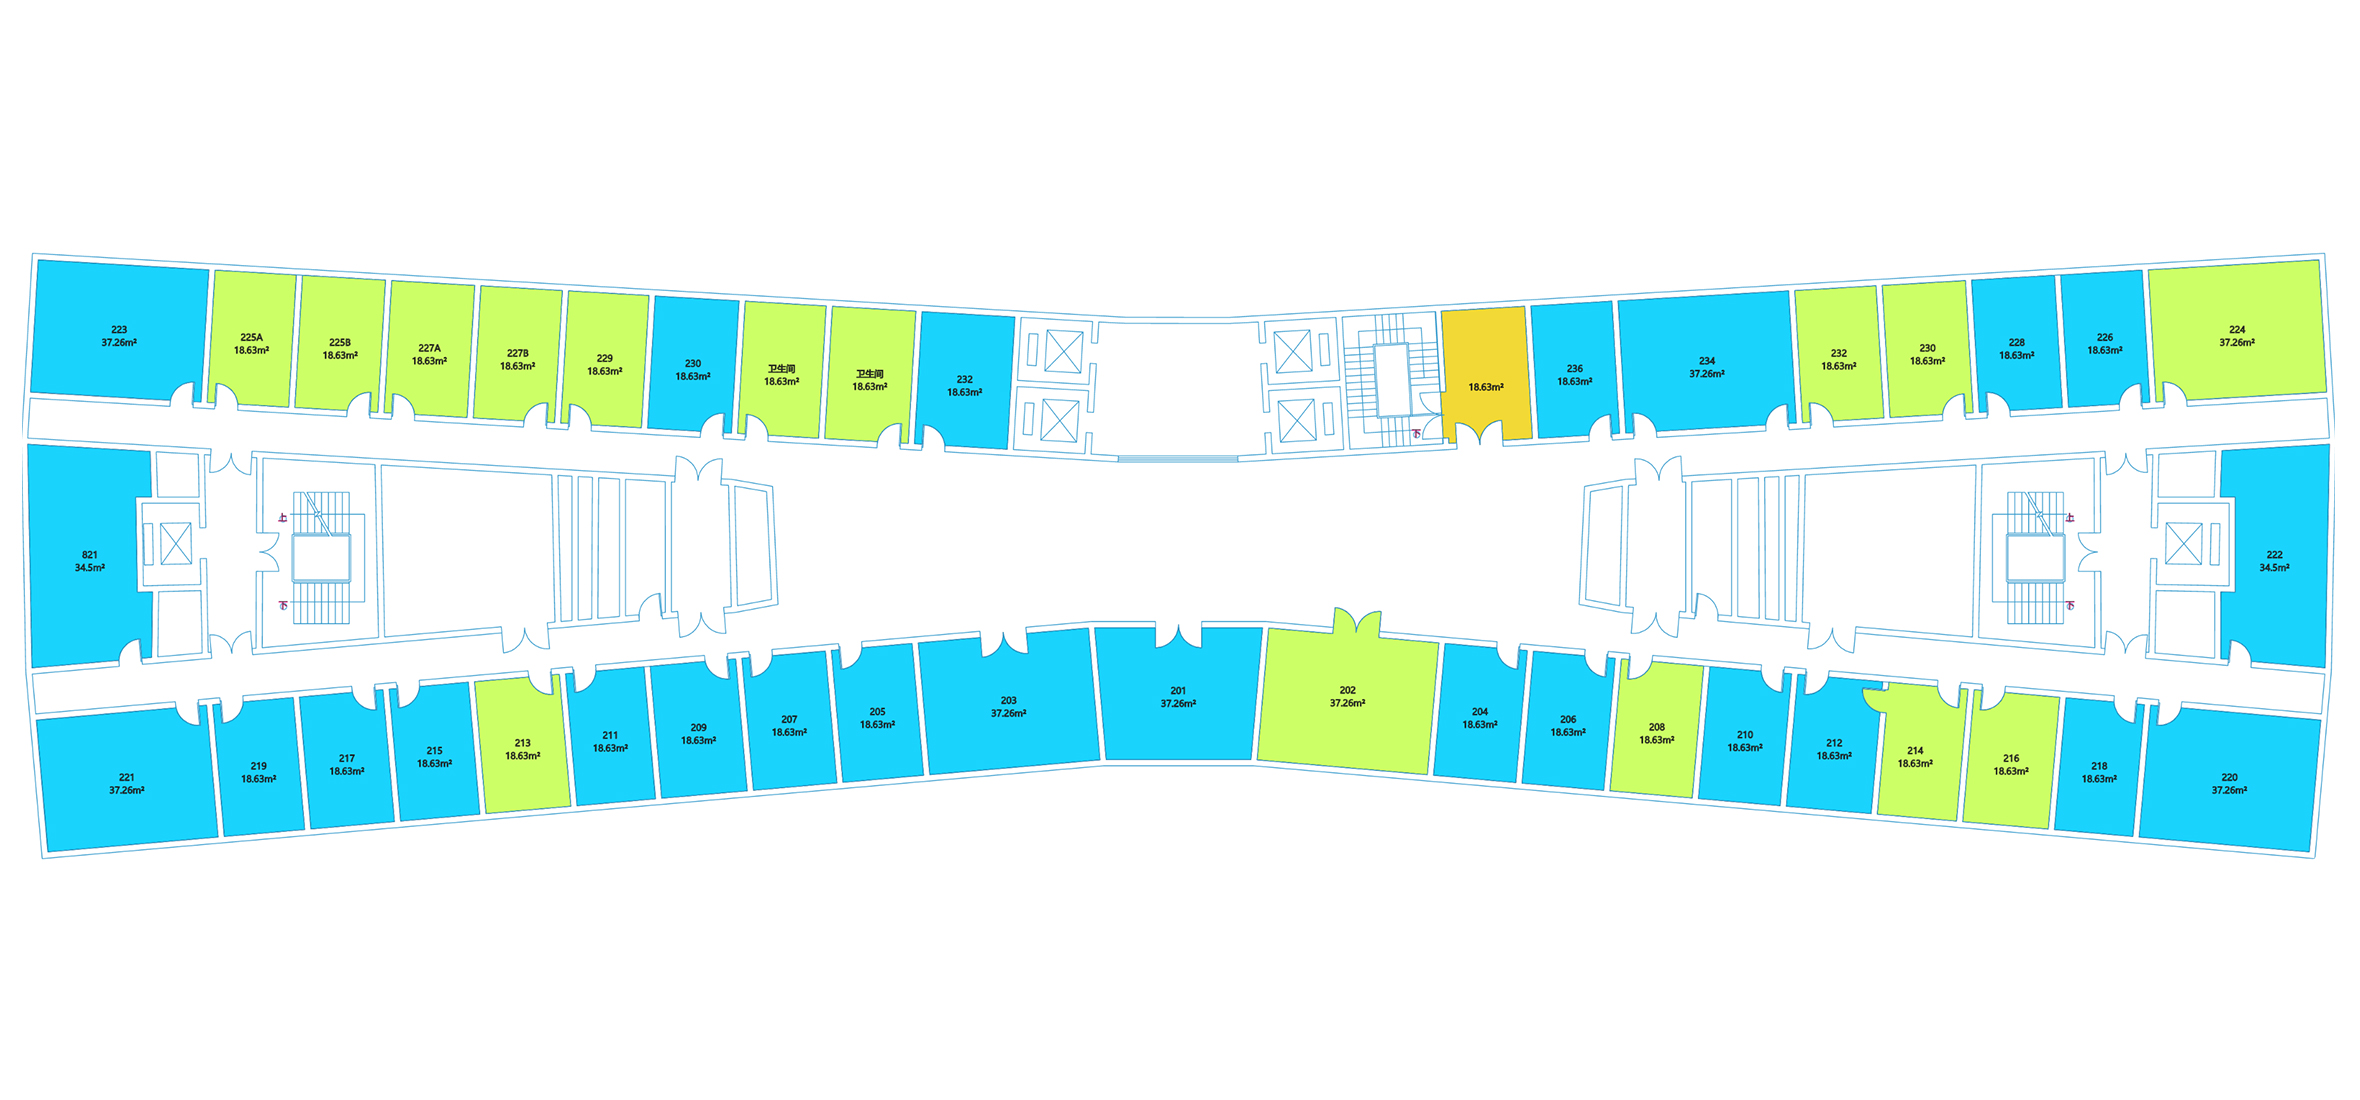 223
37.26m²
225A
18.63m²
225B
18.63m²
227A
18.63m²
227B
18.63m²
229
18.63m²
230
18.63m²
卫生间
18.63m²
卫生间
18.63m²
232
18.63m²
下
18.63m²
236
18.63m²
234
37.26m²
232
18.63m²
230
18.63m²
228
18.63m²
226
18.63m²
224
37.26m²
821
34.5m²
上
下
上
下
222
34.5m²
221
37.26m²
219
18.63m²
217
18.63m²
215
18.63m²
213
18.63m²
211
18.63m²
209
18.63m²
207
18.63m²
205
18.63m²
203
37.26m²
201
37.26m²
202
37.26m²
204
18.63m²
206
18.63m²
208
18.63m²
210
18.63m²
212
18.63m²
214
18.63m²
216
18.63m²
218
18.63m²
220
37.26m²